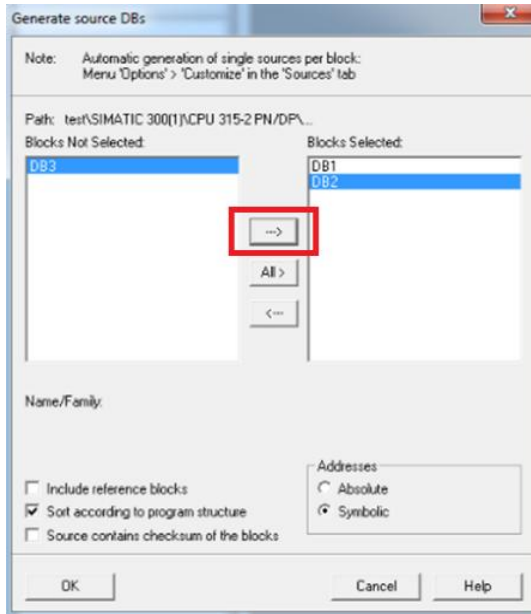 Generate source DBs
Note: Automatic generation of single sources per block:
Menu 'Options' > 'Customize' in the 'Sources' tab
Path: test\SIMATIC 300(1)\CPU 315-2 PN/DP\...
Blocks Not Selected:
DB3
--->
All >
<---
Blocks Selected:
DB1
DB2
Name/Family:
Include reference blocks
Sort according to program structure
Source contains checksum of the blocks
Addresses
Absolute
Symbolic
OK
Cancel
Help